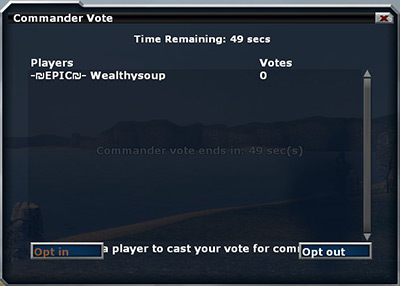 Commander Vote
Time Remaining: 49 secs
Players Votes
-₪EPIC₪- Wealthysoup 0
Commander vote ends in: 49 sec(s)
Opt in a player to cast your vote for com Opt out